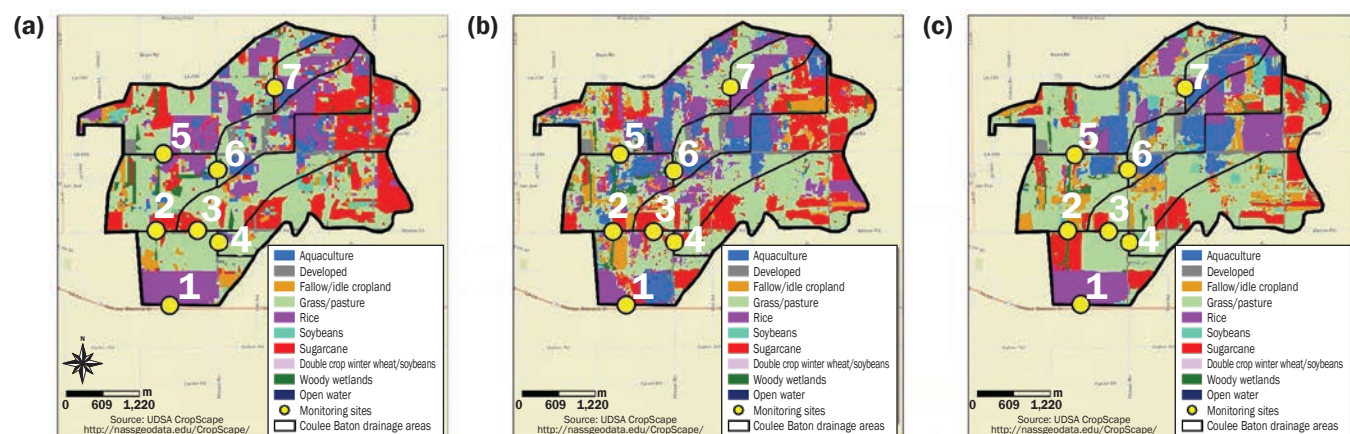 (a)
7
5
6
2
3
4
1
N
m
0 609 1,220
Aquaculture
Developed
Fallow/idle cropland
Grass/pasture
Rice
Soybeans
Sugarcane
Double crop winter wheat/soybeans
Woody wetlands
Open water
Monitoring sites
Coulee Baton drainage areas
Source: UDSA CropScape
http://nassgeodata.edu/CropScape/
(b)
7
5
6
2
3
4
1
m
0 609 1,220
Aquaculture
Developed
Fallow/idle cropland
Grass/pasture
Rice
Soybeans
Sugarcane
Double crop winter wheat/soybeans
Woody wetlands
Open water
Monitoring sites
Coulee Baton drainage areas
Source: UDSA CropScape
http://nassgeodata.edu/CropScape/
(c)
7
5
6
2
3
4
1
m
0 609 1,220
Aquaculture
Developed
Fallow/idle cropland
Grass/pasture
Rice
Soybeans
Sugarcane
Double crop winter wheat/soybeans
Woody wetlands
Open water
Monitoring sites
Coulee Baton drainage areas
Source: UDSA CropScape
http://nassgeodata.edu/CropScape/